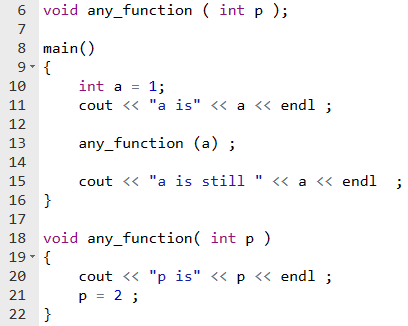 6 void any_function ( int p );
7
8 main()
9 {
10     int a = 1;
11     cout << "a is" << a << endl ;
12
13     any_function (a) ;
14
15     cout << "a is still " << a << endl  ;
16 }
17
18 void any_function( int p )
19 {
20     cout << "p is" << p << endl ;
21     p = 2 ;
22 }